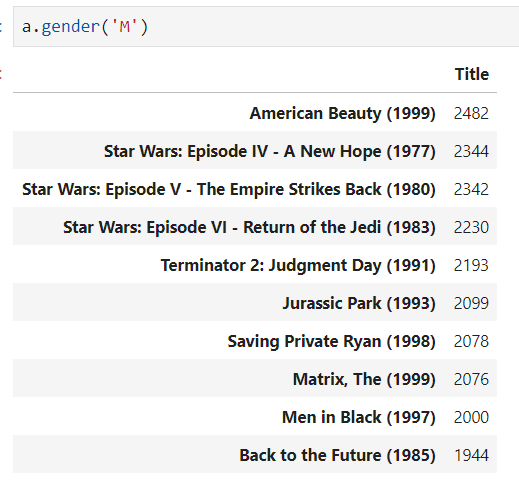 a.gender('M')
Title
American Beauty (1999) 2482
Star Wars: Episode IV - A New Hope (1977) 2344
Star Wars: Episode V - The Empire Strikes Back (1980) 2342
Star Wars: Episode VI - Return of the Jedi (1983) 2230
Terminator 2: Judgment Day (1991) 2193
Jurassic Park (1993) 2099
Saving Private Ryan (1998) 2078
Matrix, The (1999) 2076
Men in Black (1997) 2000
Back to the Future (1985) 1944